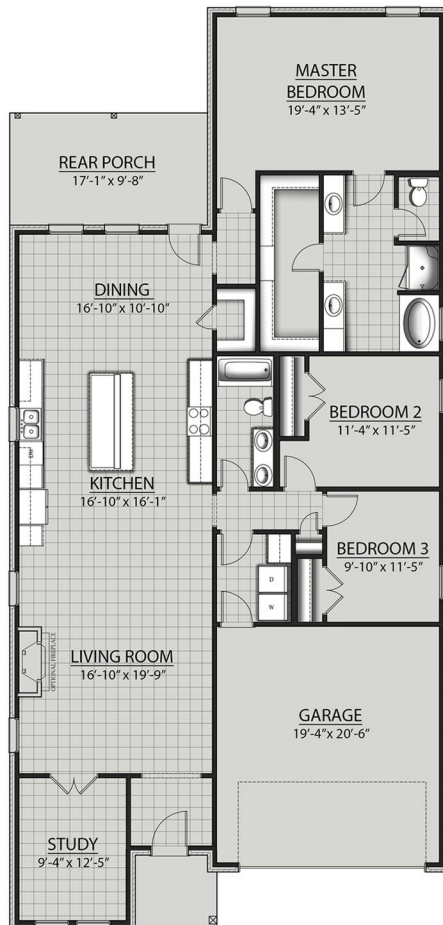 MASTER
BEDROOM
19'-4" x 13'-5"
REAR PORCH
17'-1" x 9'-8"
DINING
16'-10" x 10'-10"
BEDROOM 2
11'-4" x 11'-5"
KITCHEN
16'-10" x 16'-1"
BEDROOM 3
9'-10" x 11'-5"
D
W
LIVING ROOM
16'-10" x 19'-9"
OPTIONAL FIREPLACE
GARAGE
19'-4" x 20'-6"
STUDY
9'-4" x 12'-5"